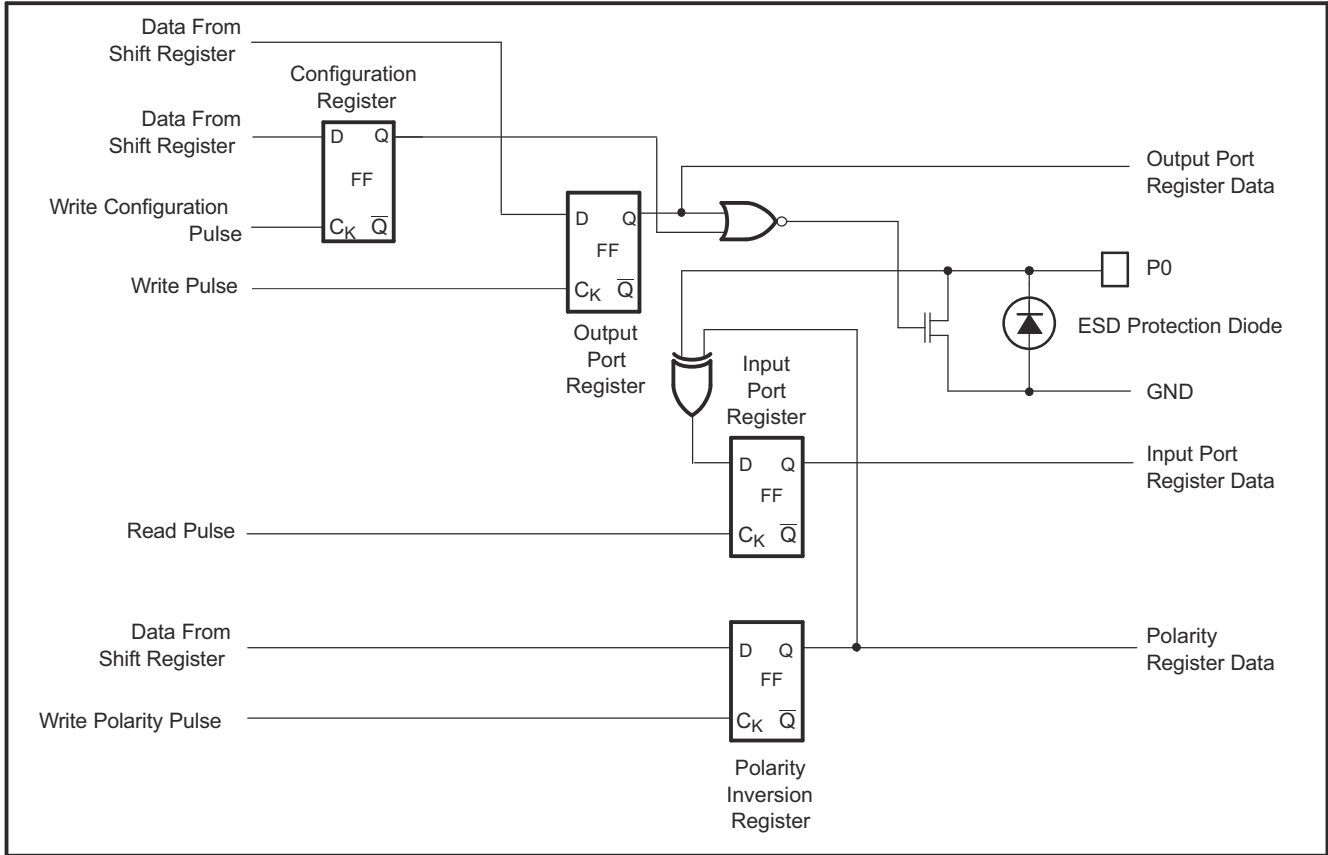 Data From
Shift Register
Configuration
Register
Data From
Shift Register
D Q
FF
Write Configuration
Pulse
CK Q̅
Output Port
Register Data
D Q
FF
Write Pulse
CK Q̅
P0
ESD Protection Diode
Output
Port
Register
Input
Port
Register
GND
D Q
FF
Input Port
Register Data
Read Pulse
CK Q̅
Data From
Shift Register
D Q
FF
Polarity
Register Data
Write Polarity Pulse
CK Q̅
Polarity
Inversion
Register